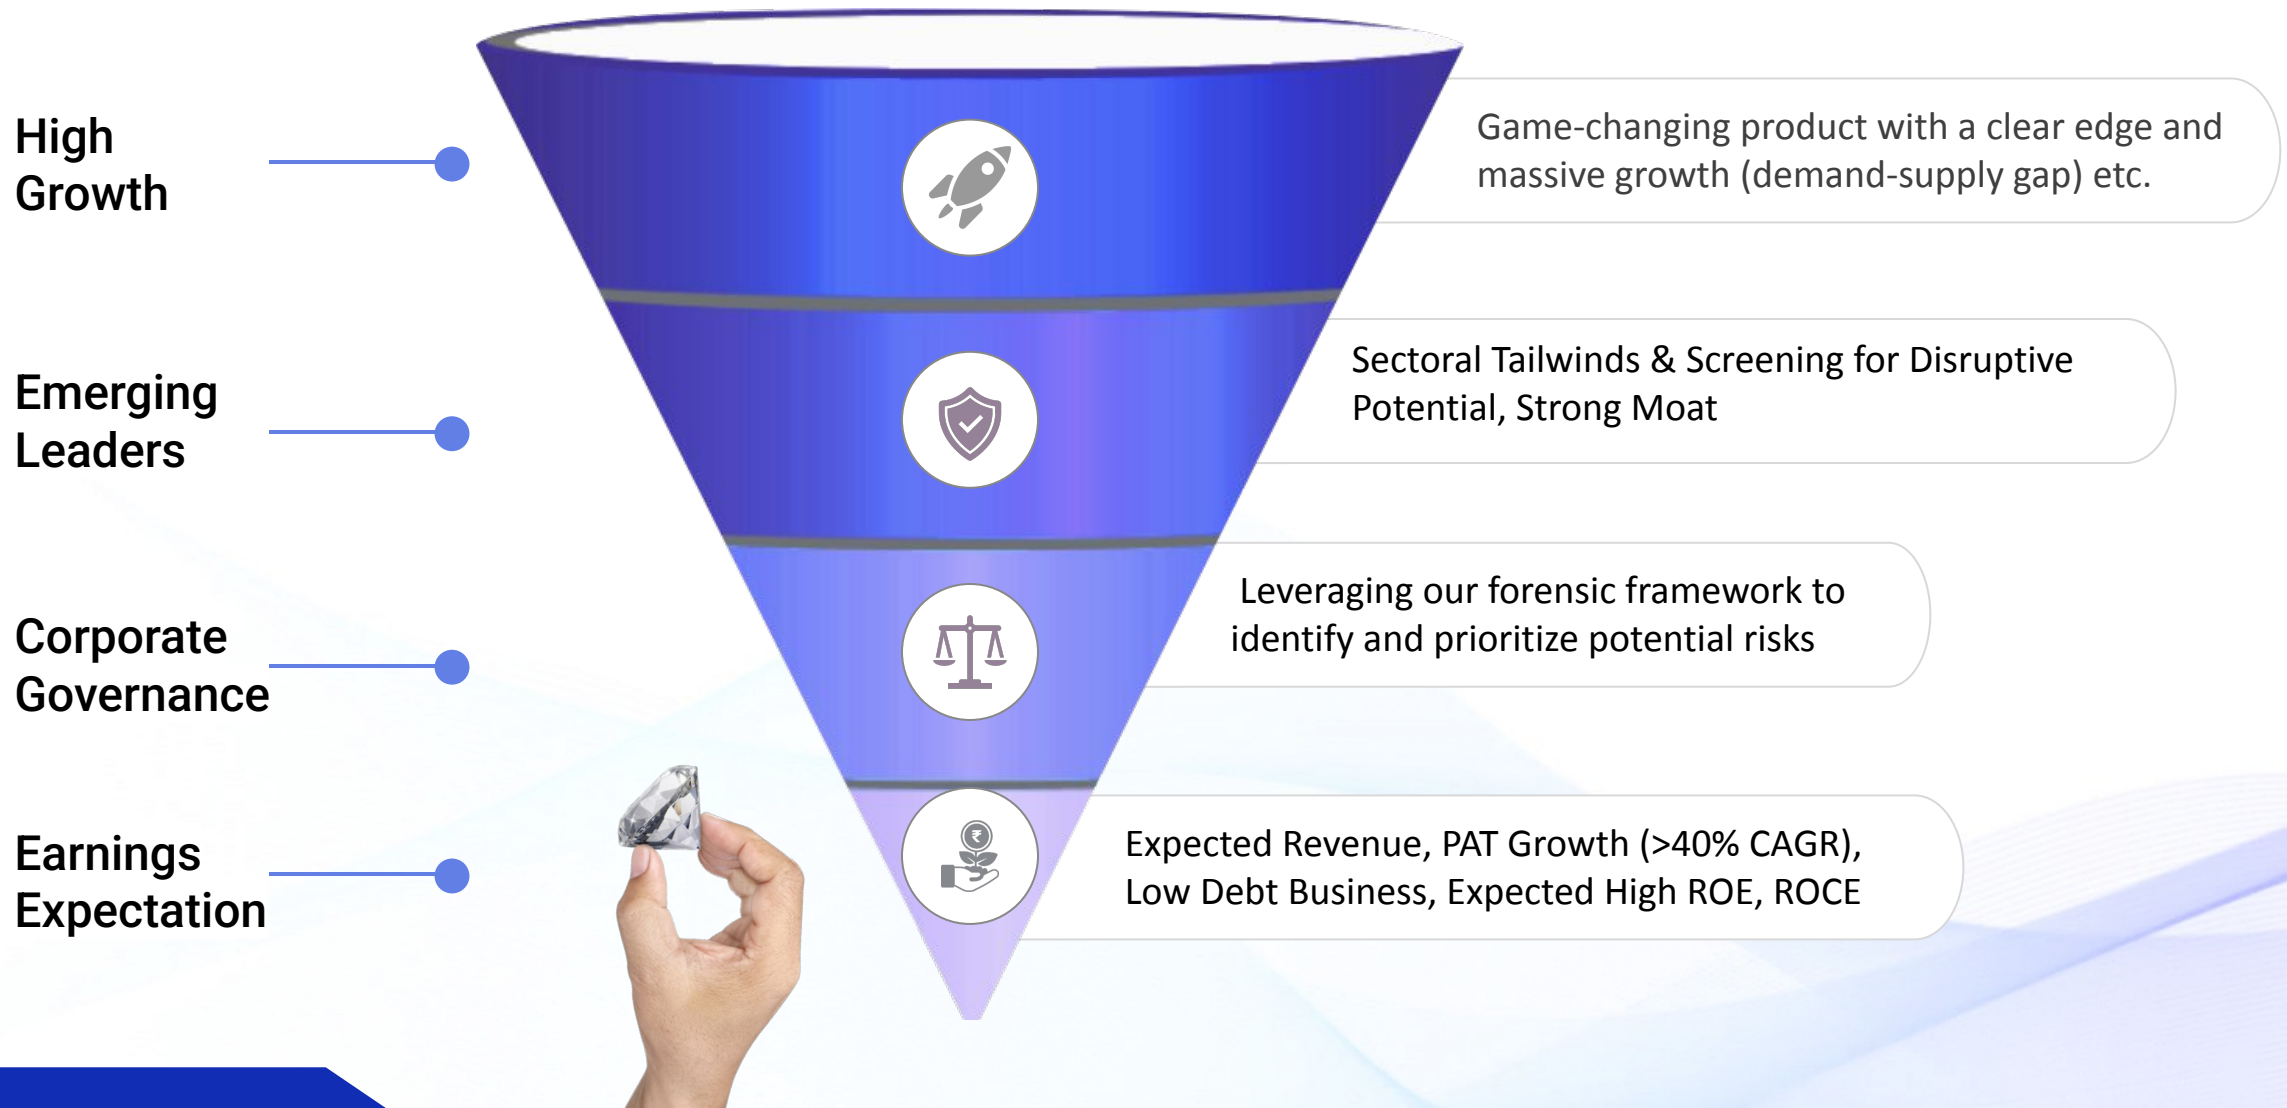 High
Growth
Game-changing product with a clear edge and
massive growth (demand-supply gap) etc.
Emerging
Leaders
Sectoral Tailwinds & Screening for Disruptive
Potential, Strong Moat
Corporate
Governance
Leveraging our forensic framework to
identify and prioritize potential risks
Earnings
Expectation
₹
Expected Revenue, PAT Growth (>40% CAGR),
Low Debt Business, Expected High ROE, ROCE